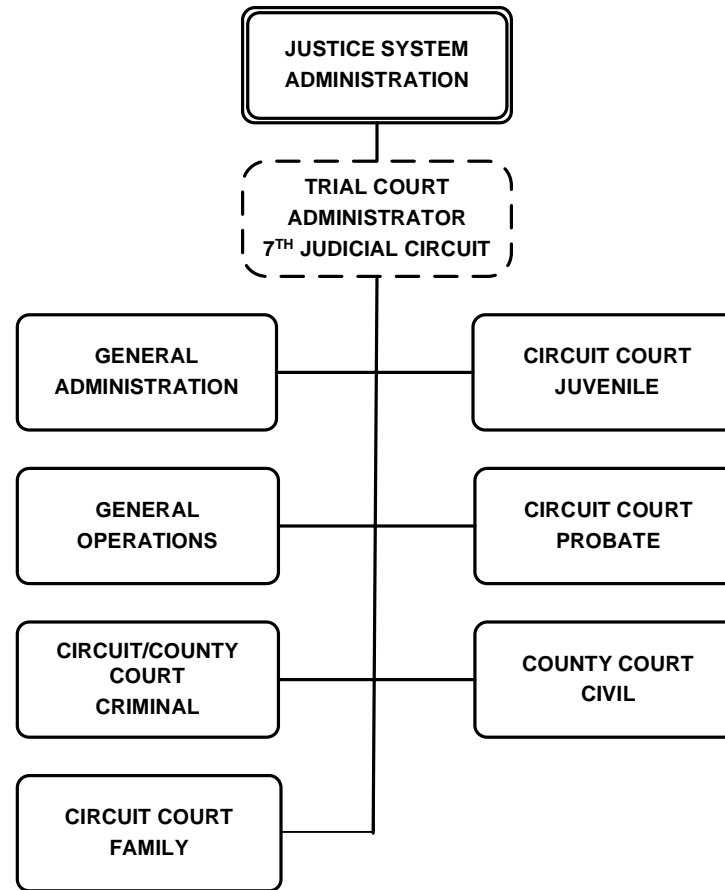 JUSTICE SYSTEM
ADMINISTRATION
TRIAL COURT
ADMINISTRATOR
7TH JUDICIAL CIRCUIT
GENERAL
ADMINISTRATION
CIRCUIT COURT
JUVENILE
GENERAL
OPERATIONS
CIRCUIT COURT
PROBATE
CIRCUIT/COUNTY
COURT
CRIMINAL
COUNTY COURT
CIVIL
CIRCUIT COURT
FAMILY